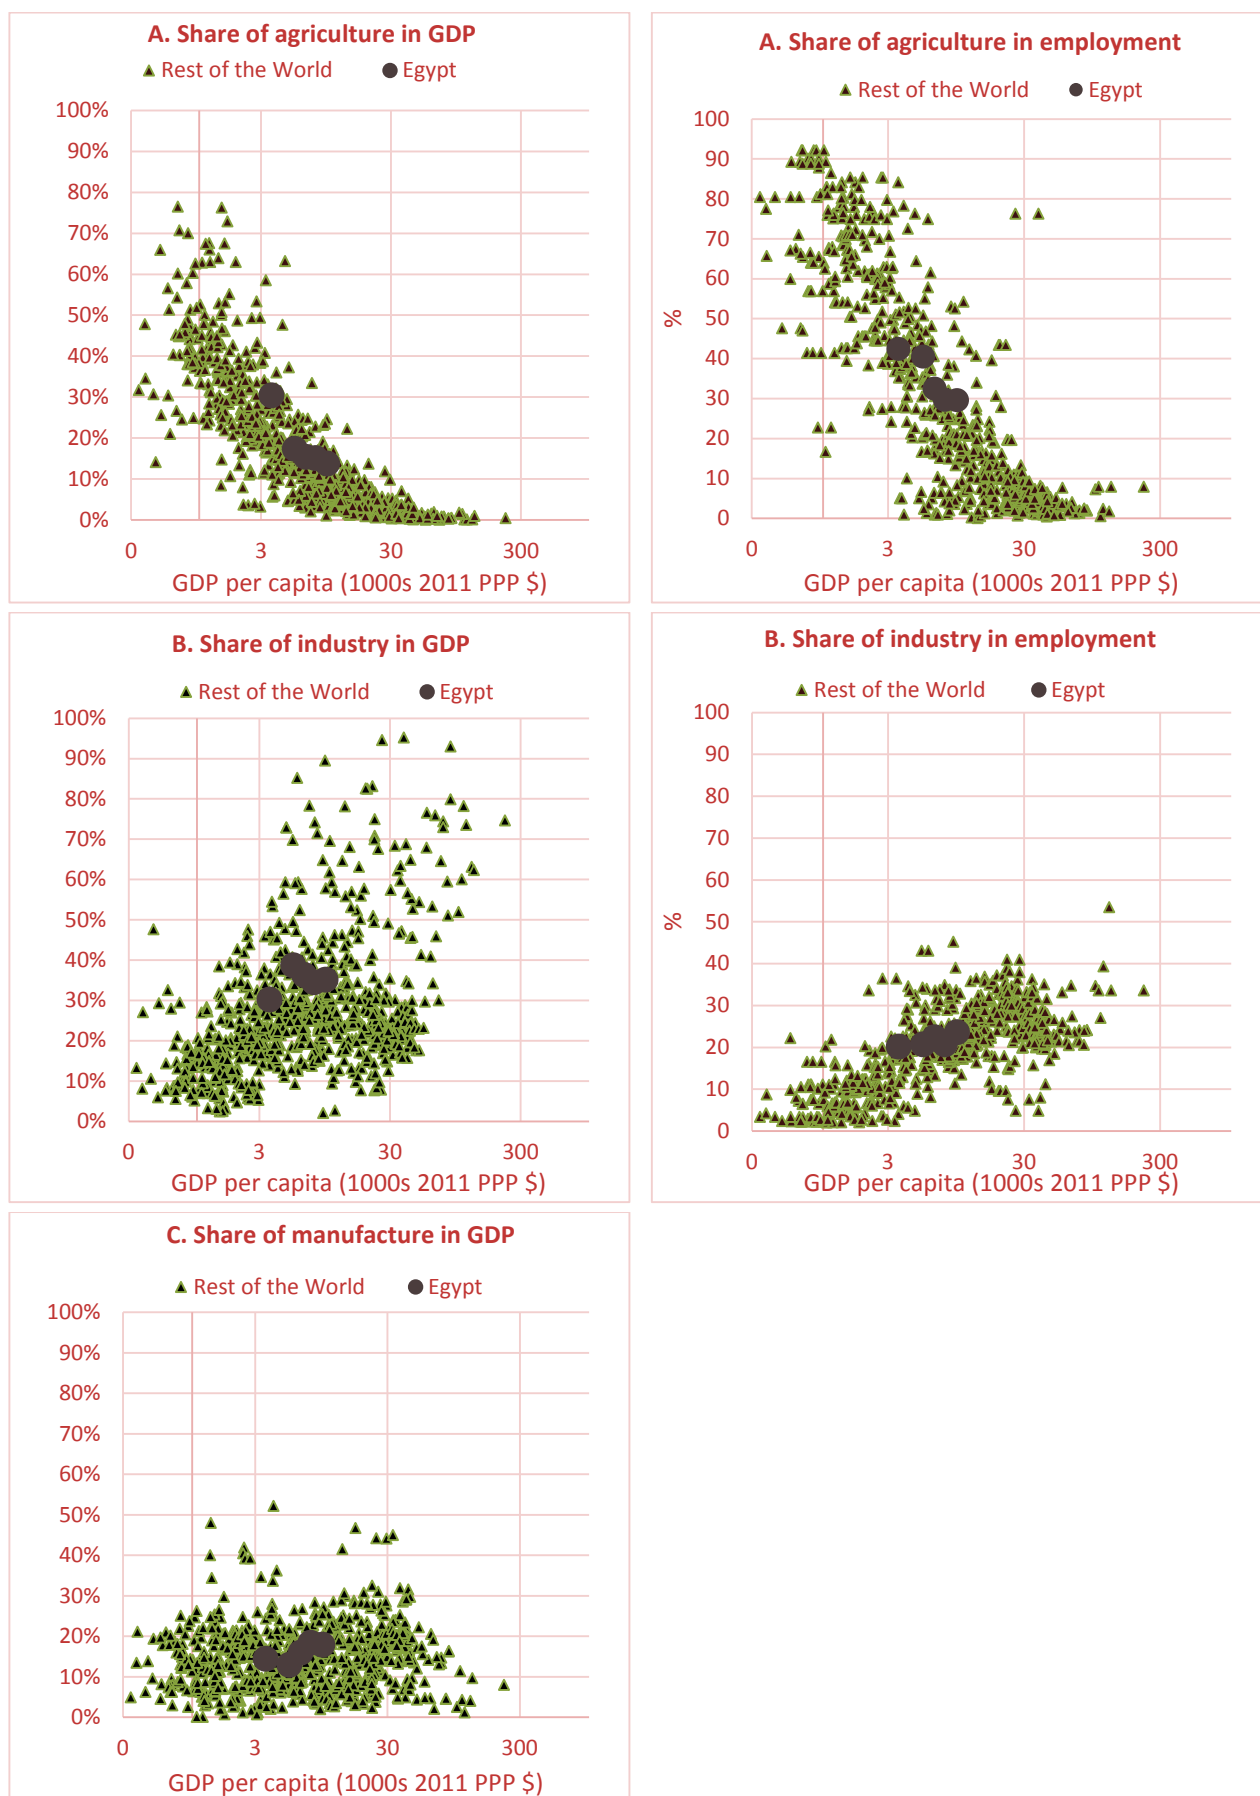 A. Share of agriculture in GDP
Rest of the World Egypt
100%
90%
80%
70%
60%
50%
40%
30%
20%
10%
0%
0 3 30 300
GDP per capita (1000s 2011 PPP $)
A. Share of agriculture in employment
Rest of the World Egypt
100
90
80
70
60
50
40
30
20
10
0
%
0 3 30 300
GDP per capita (1000s 2011 PPP $)
B. Share of industry in GDP
Rest of the World Egypt
100%
90%
80%
70%
60%
50%
40%
30%
20%
10%
0%
0 3 30 300
GDP per capita (1000s 2011 PPP $)
B. Share of industry in employment
Rest of the World Egypt
100
90
80
70
60
50
40
30
20
10
0
%
0 3 30 300
GDP per capita (1000s 2011 PPP $)
C. Share of manufacture in GDP
Rest of the World Egypt
100%
90%
80%
70%
60%
50%
40%
30%
20%
10%
0%
0 3 30 300
GDP per capita (1000s 2011 PPP $)